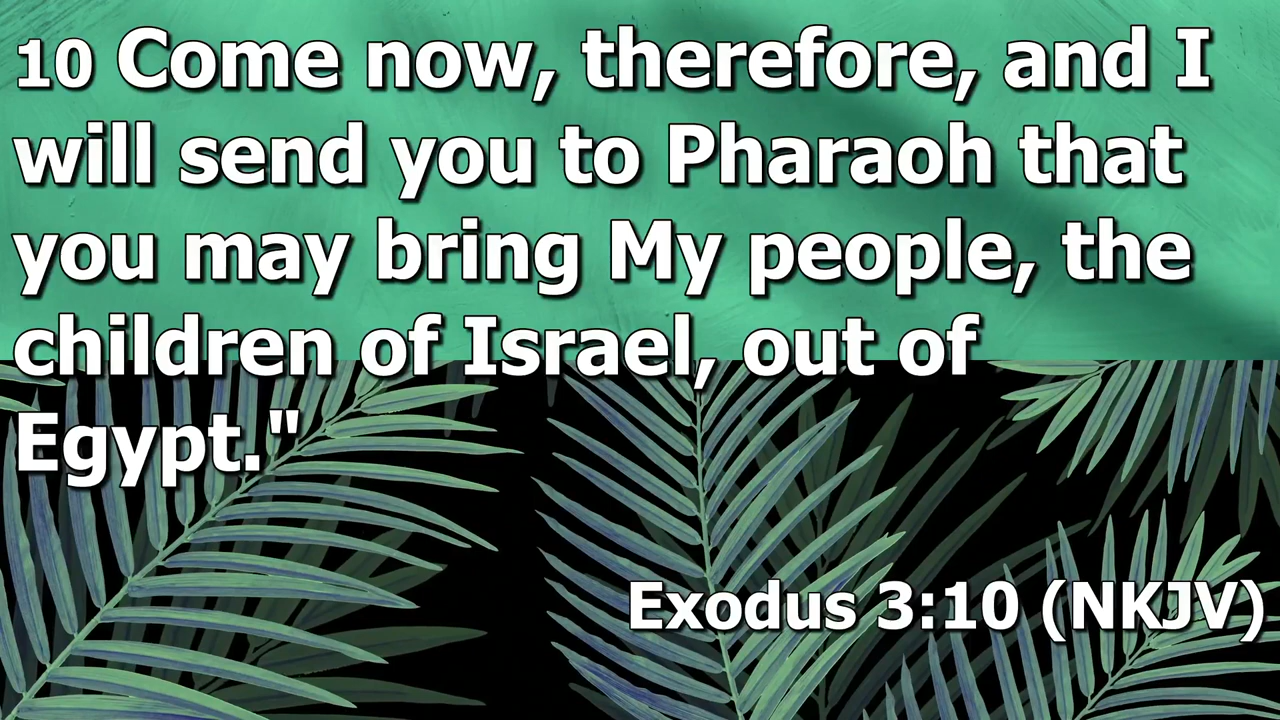 10 Come now, therefore, and I
will send you to Pharaoh that
you may bring My people, the
children of Israel, out of
Egypt."
Exodus 3:10 (NKJV)